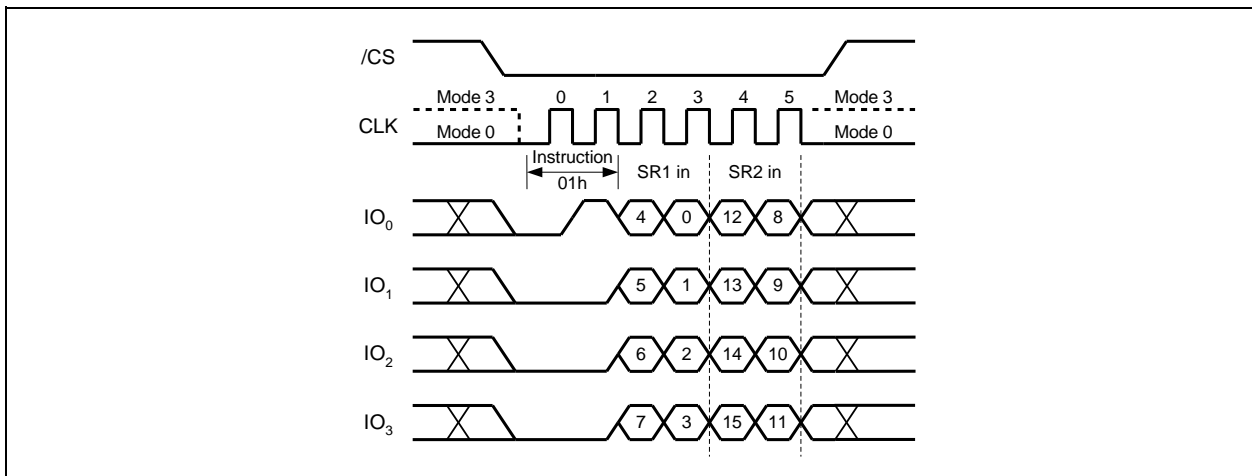 /CS
Mode 3 0 1 2 3 4 5 Mode 3
CLK Mode 0 Mode 0
Instruction
01h SR1 in SR2 in
IO0 4 0 12 8
IO1 5 1 13 9
IO2 6 2 14 10
IO3 7 3 15 11